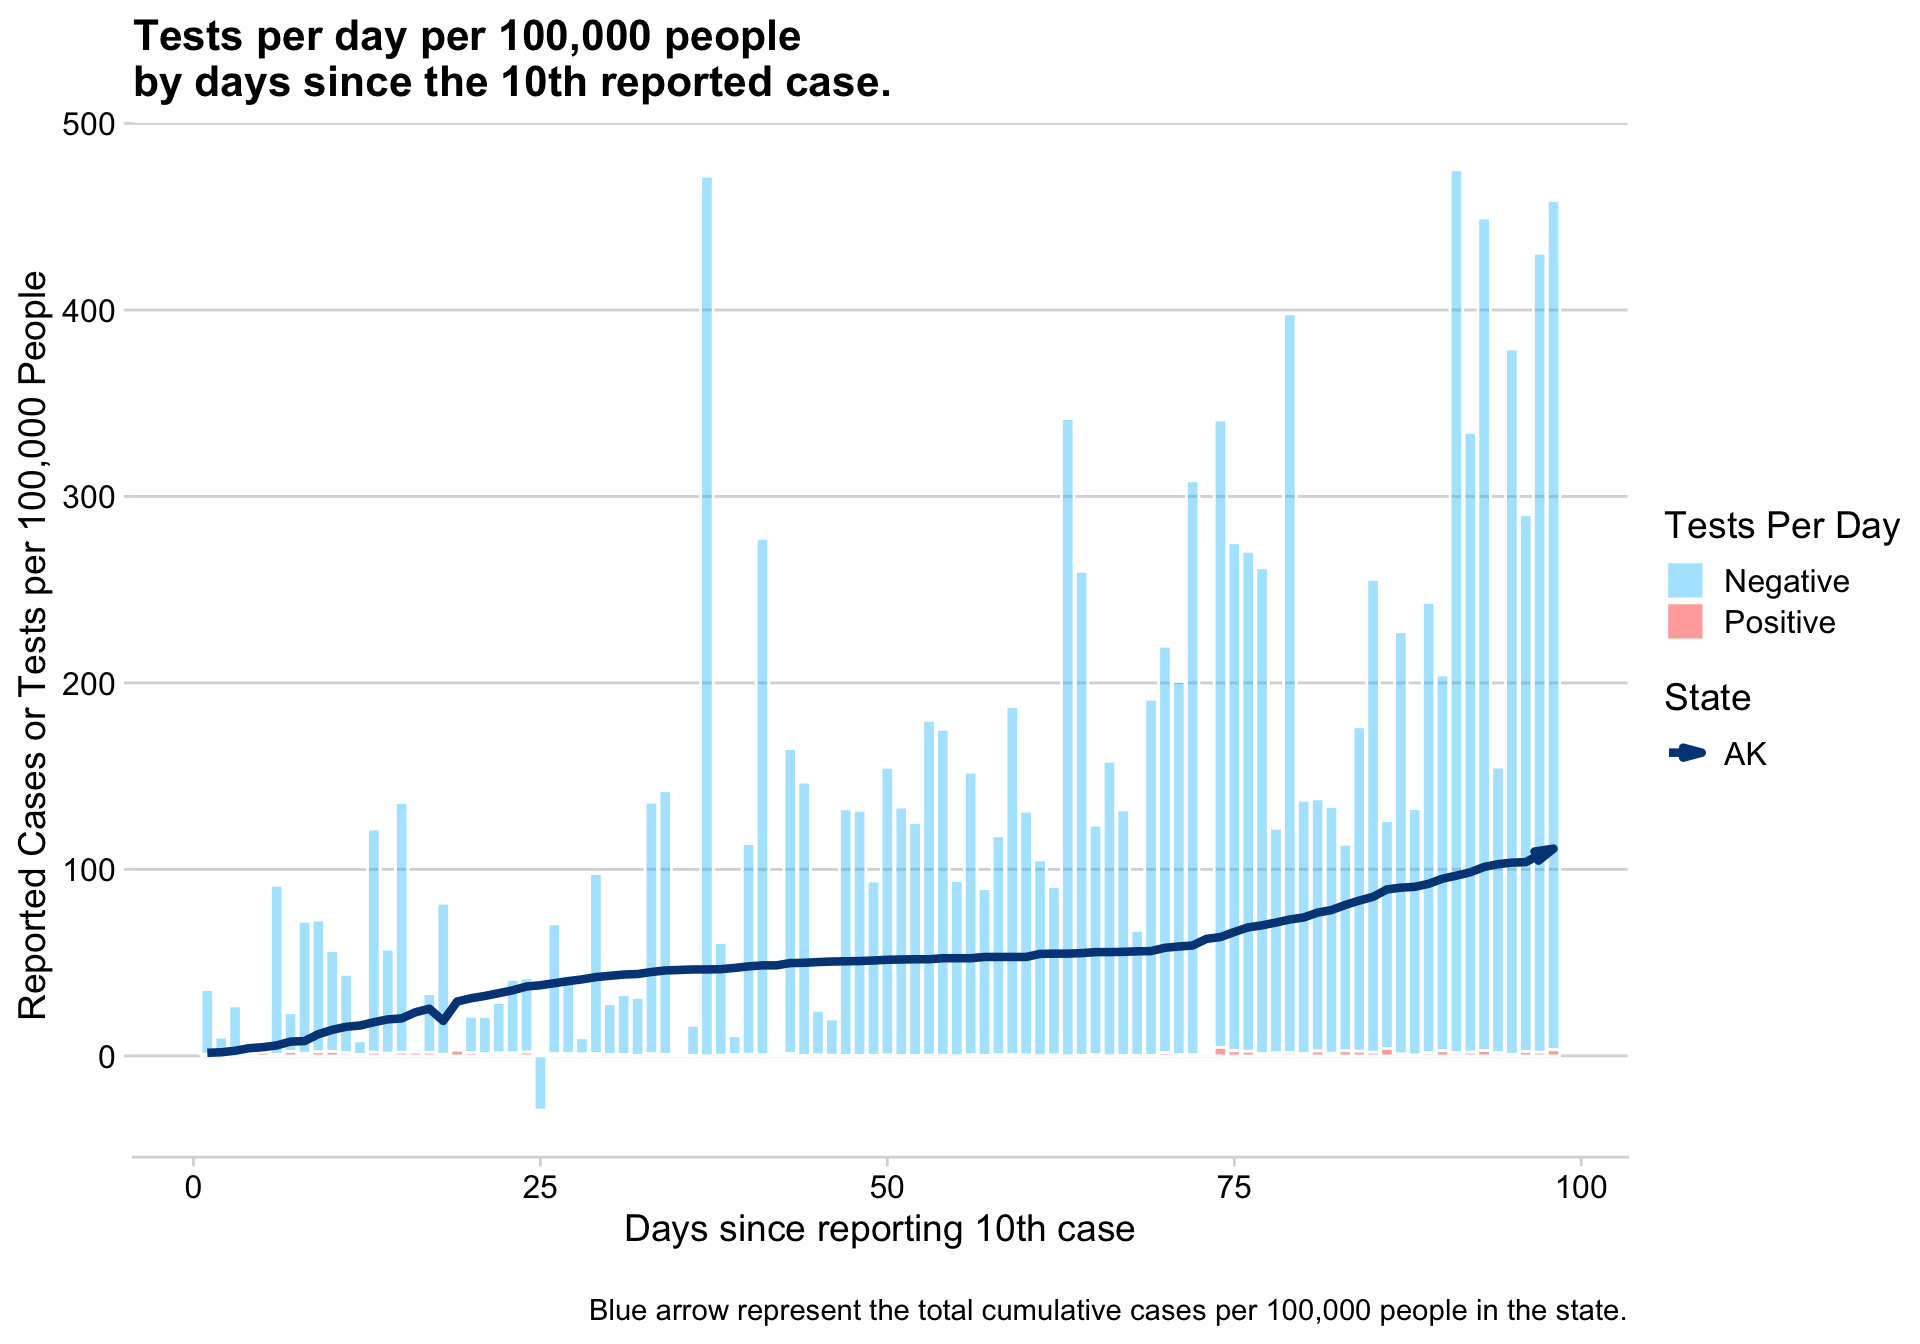 Tests per day per 100,000 people
by days since the 10th reported case.
Reported Cases or Tests per 100,000 People
500
400
300
200
100
0
0
25
50
75
100
Days since reporting 10th case
Tests Per Day
Negative
Positive
State
AK
Blue arrow represent the total cumulative cases per 100,000 people in the state.